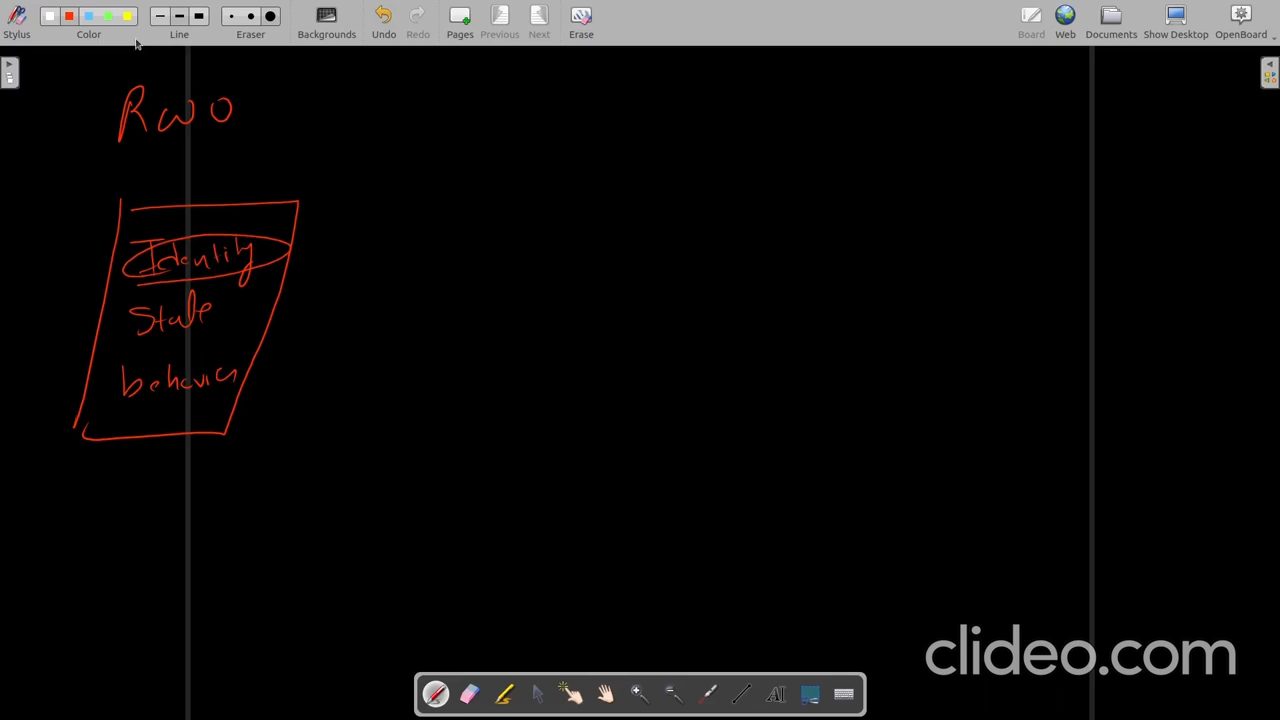 Stylus Color Line Eraser Backgrounds Undo Redo Pages Previous Next Erase Board Web Documents Show Desktop OpenBoard
RWO
Identity
State
behavior
clideo.com
AI